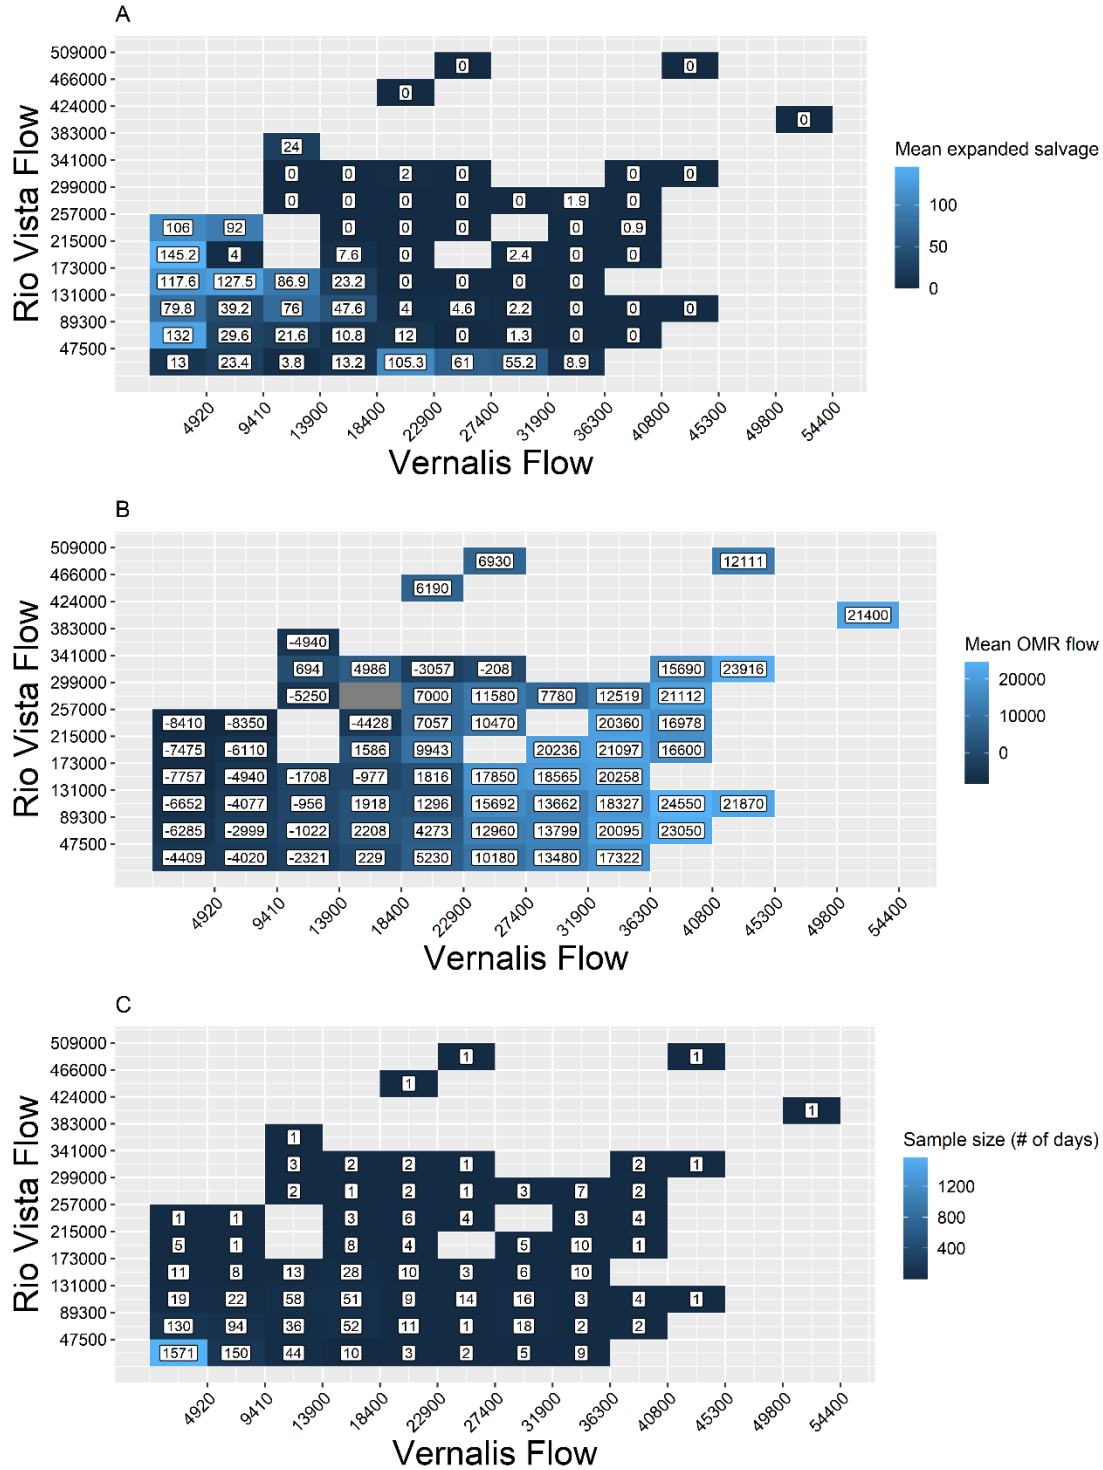 A
509000
0 0
466000
0
424000
0
383000
24
341000
0 0 2 0 0 0
299000
0 0 0 0 0 1.9 0
257000
106 92 0 0 0 0 0.9
215000
145.2 4 7.6 0 2.4 0 0
173000
117.6 127.5 86.9 23.2 0 0 0 0
131000
79.8 39.2 76 47.6 4 4.6 2.2 0 0 0
89300
132 29.6 21.6 10.8 12 0 1.3 0 0
47500
13 23.4 3.8 13.2 105.3 61 55.2 8.9
Rio Vista Flow
4920 9410 13900 18400 22900 27400 31900 36300 40800 45300 49800 54400
Vernalis Flow
Mean expanded salvage
100
50
0
B
509000
6930 12111
466000
6190
424000
21400
383000
-4940
341000
694 4986 -3057 -208 15690 23916
299000
-5250 7000 11580 7780 12519 21112
257000
-8410 -8350 -4428 7057 10470 20360 16978
215000
-7475 -6110 1586 9943 20236 21097 16600
173000
-7757 -4940 -1708 -977 1816 17850 18565 20258
131000
-6652 -4077 -956 1918 1296 15692 13662 18327 24550 21870
89300
-6285 -2999 -1022 2208 4273 12960 13799 20095 23050
47500
-4409 -4020 -2321 229 5230 10180 13480 17322
Rio Vista Flow
4920 9410 13900 18400 22900 27400 31900 36300 40800 45300 49800 54400
Vernalis Flow
Mean OMR flow
20000
10000
0
C
509000
1 1
466000
1
424000
1
383000
1
341000
3 2 2 1 2 1
299000
2 1 2 1 3 7 2
257000
1 1 3 6 4 3 4
215000
5 1 8 4 5 10 1
173000
11 8 13 28 10 3 6 10
131000
19 22 58 51 9 14 16 3 4 1
89300
130 94 36 52 11 1 18 2 2
47500
1571 150 44 10 3 2 5 9
Rio Vista Flow
4920 9410 13900 18400 22900 27400 31900 36300 40800 45300 49800 54400
Vernalis Flow
Sample size (# of days)
1200
800
400